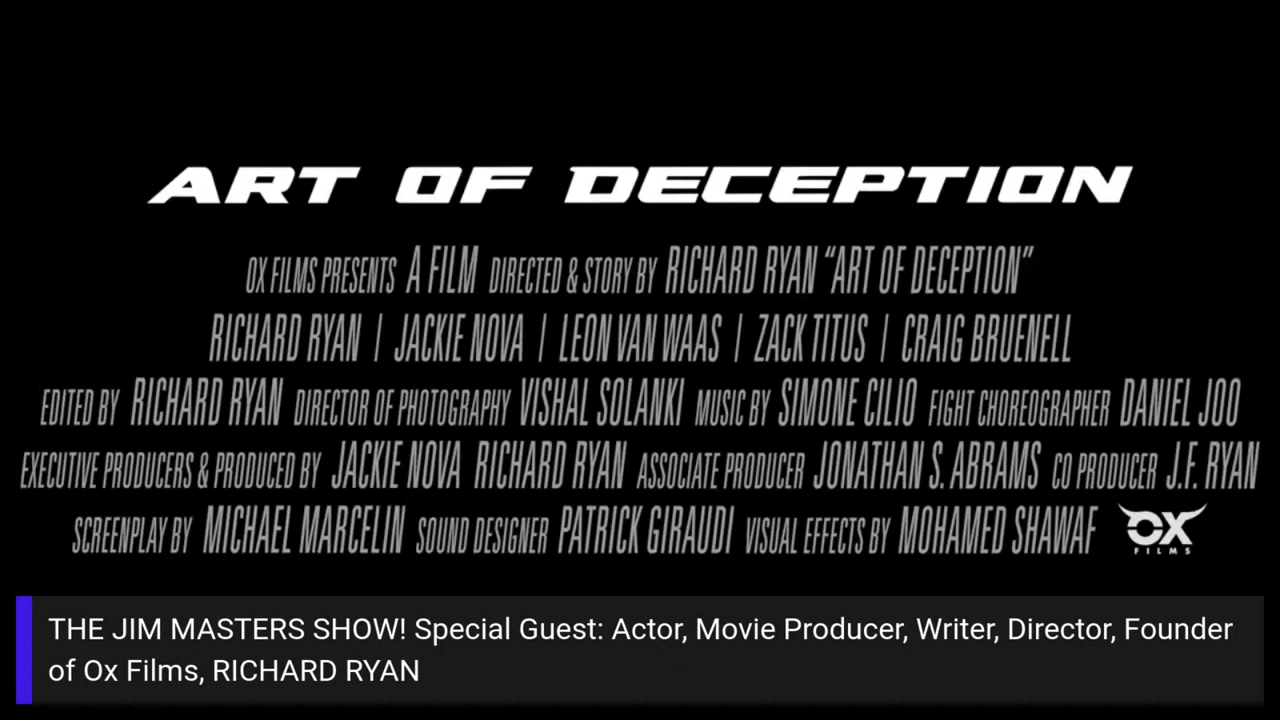 ART OF DECEPTION
OX FILMS PRESENTS A FILM DIRECTED & STORY BY RICHARD RYAN “ART OF DECEPTION”
RICHARD RYAN | JACKIE NOVA | LEON VAN WAAS | ZACK TITUS | CRAIG BRUENELL
EDITED BY RICHARD RYAN DIRECTOR OF PHOTOGRAPHY VISHAL SOLANKI MUSIC BY SIMONE CILIO FIGHT CHOREOGRAPHER DANIEL JOO
EXECUTIVE PRODUCERS & PRODUCED BY JACKIE NOVA RICHARD RYAN ASSOCIATE PRODUCER JONATHAN S. ABRAMS CO PRODUCER J.F. RYAN
SCREENPLAY BY MICHAEL MARCELIN SOUND DESIGNER PATRICK GIRAUDI VISUAL EFFECTS BY MOHAMED SHAWAF OX
FILMS
THE JIM MASTERS SHOW! Special Guest: Actor, Movie Producer, Writer, Director, Founder
of Ox Films, RICHARD RYAN